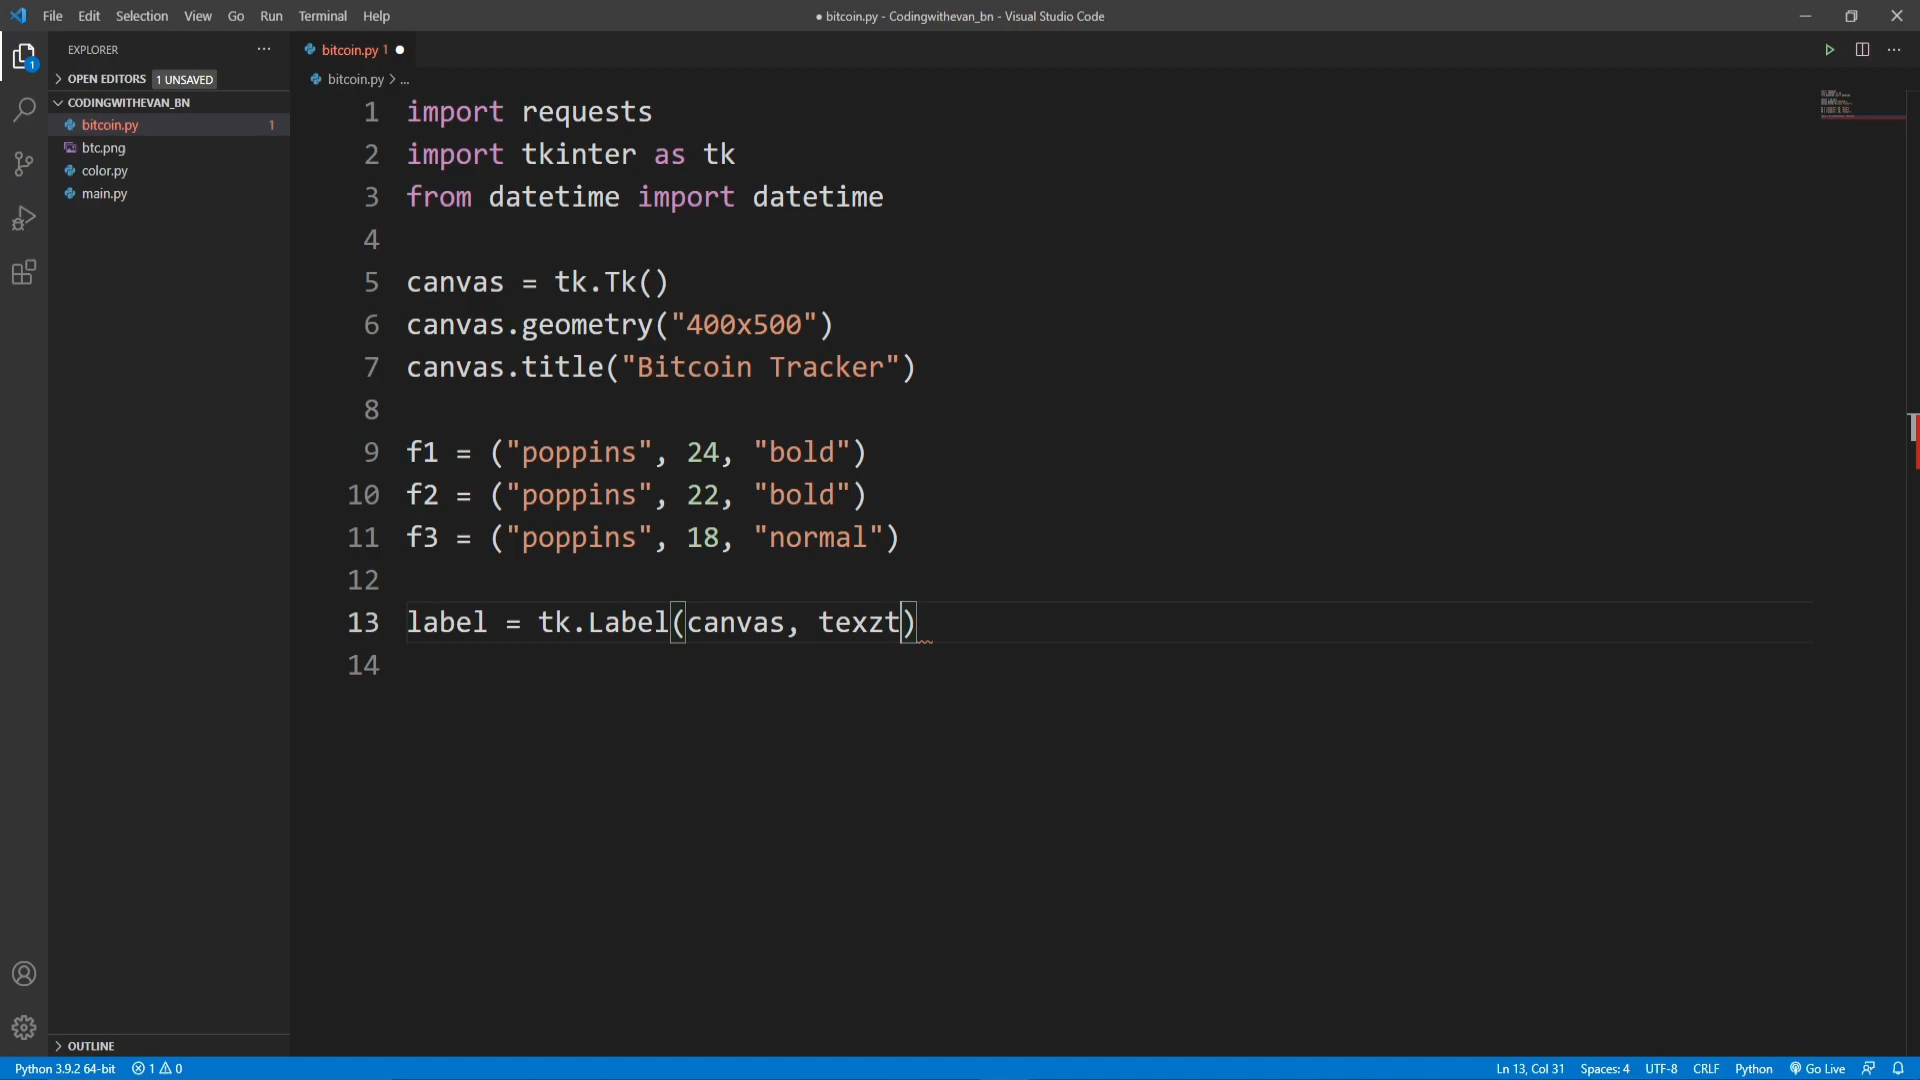 File Edit Selection View Go Run Terminal Help
● bitcoin.py - Codingwithevan_bn - Visual Studio Code
EXPLORER ...
OPEN EDITORS 1 UNSAVED
CODINGWITHEVAN_BN
bitcoin.py 1
btc.png
color.py
main.py
OUTLINE
bitcoin.py 1 ●
bitcoin.py > ...
1 import requests
2 import tkinter as tk
3 from datetime import datetime
4
5 canvas = tk.Tk()
6 canvas.geometry("400x500")
7 canvas.title("Bitcoin Tracker")
8
9 f1 = ("poppins", 24, "bold")
10 f2 = ("poppins", 22, "bold")
11 f3 = ("poppins", 18, "normal")
12
13 label = tk.Label(canvas, texzt)
14
1
Python 3.9.2 64-bit 1 0
Ln 13, Col 31 Spaces: 4 UTF-8 CRLF Python Go Live